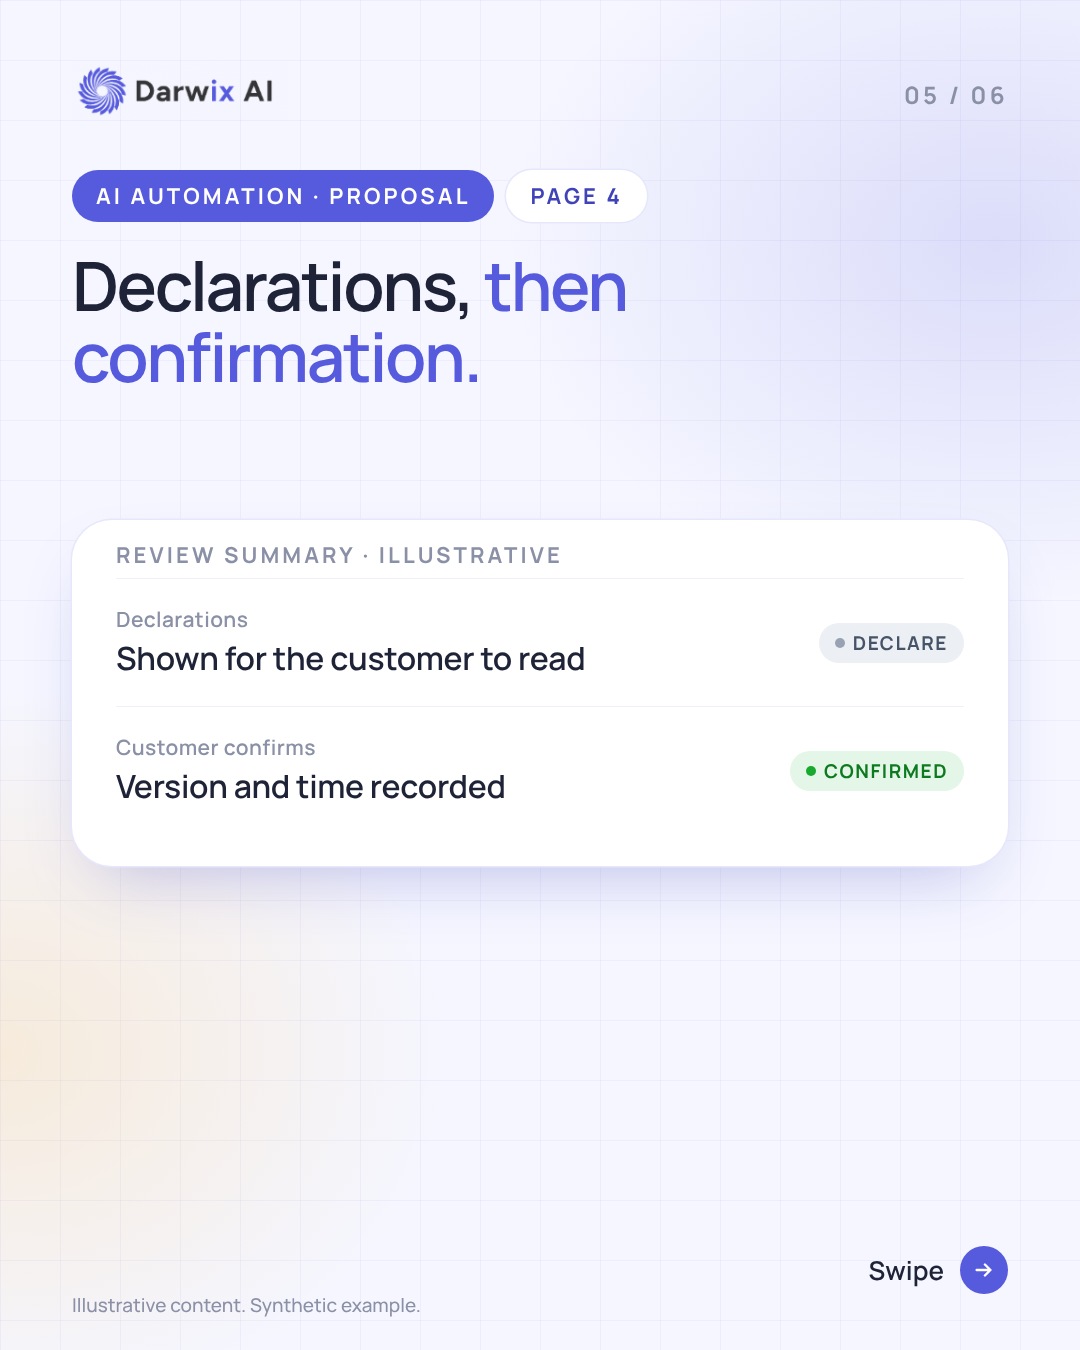 Darwix AI
05 / 06
AI AUTOMATION · PROPOSAL
PAGE 4
Declarations, then
confirmation.
REVIEW SUMMARY · ILLUSTRATIVE
Declarations
Shown for the customer to read
DECLARE
Customer confirms
Version and time recorded
CONFIRMED
Swipe
Illustrative content. Synthetic example.